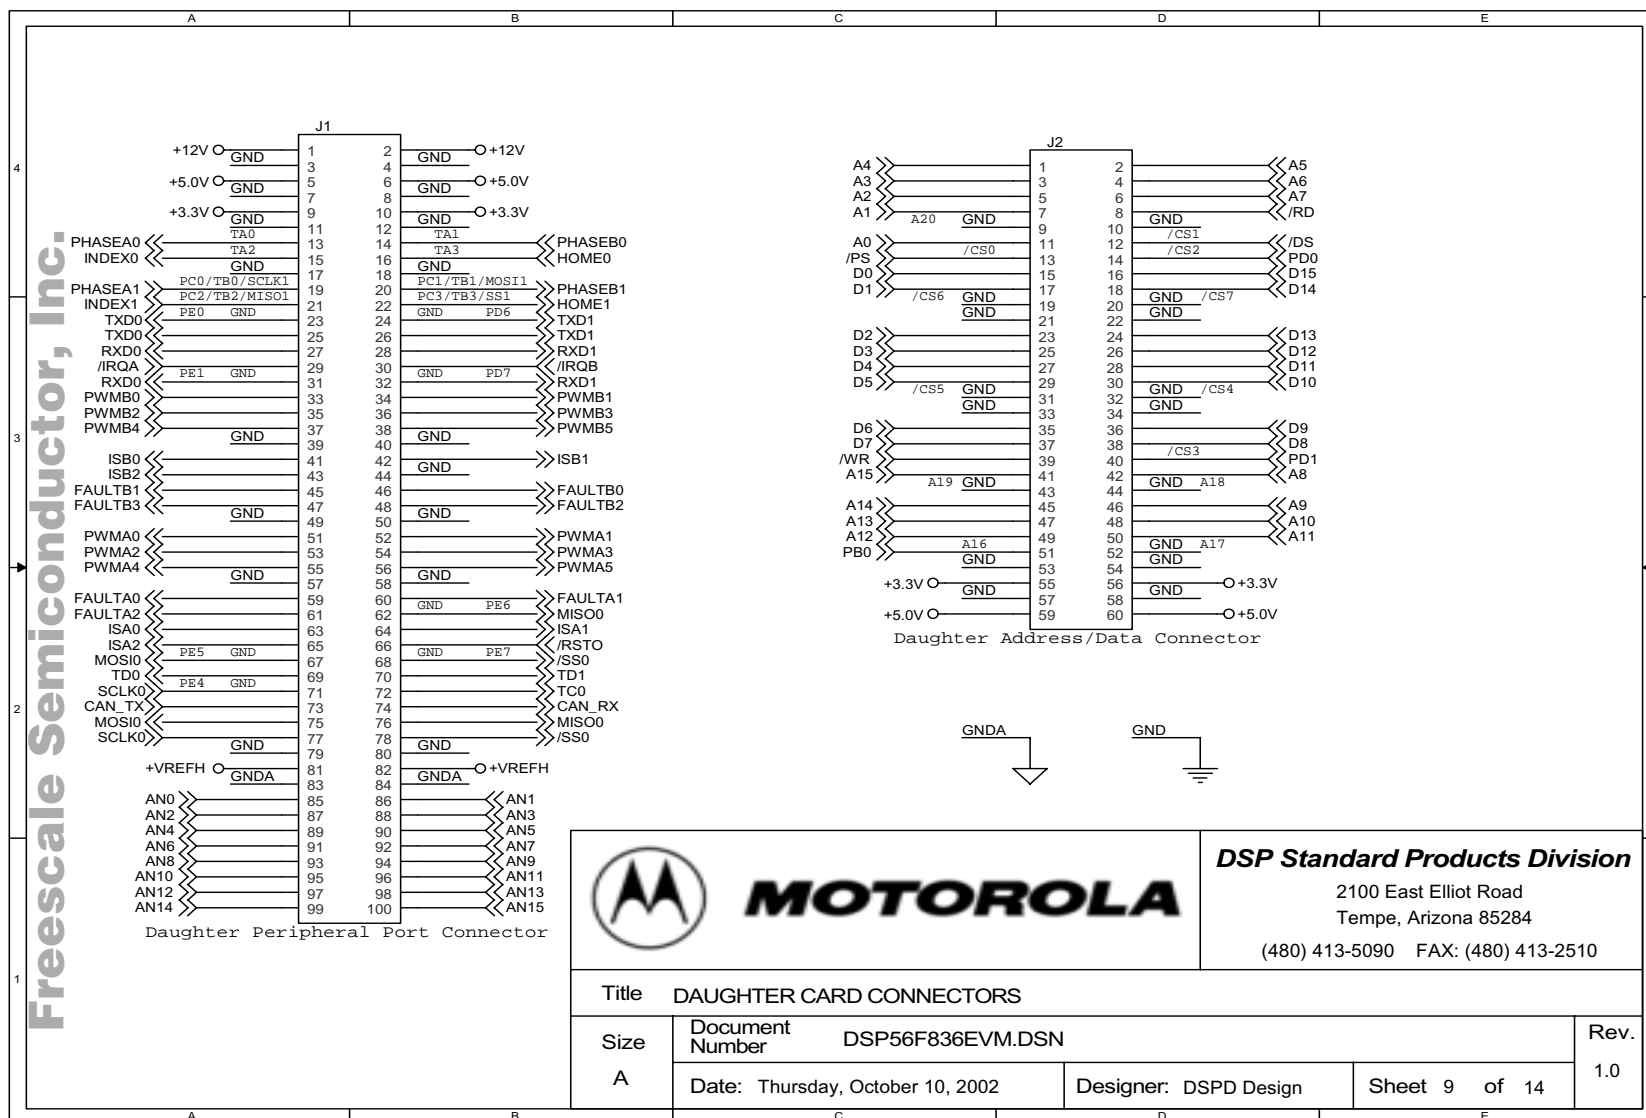 A B C D E
4
3
2
1
Freescale Semiconductor, Inc.
J1
+12V GND 1 2 GND +12V
3 4
+5.0V GND 5 6 GND +5.0V
7 8
+3.3V GND 9 10 GND +3.3V
11 12
PHASEA0 TA0 13 14 TA1 PHASEB0
INDEX0 TA2 15 16 TA3 HOME0
GND 17 18 GND
PHASEA1 PC0/TB0/SCLK1 19 20 PC1/TB1/MOSI1 PHASEB1
INDEX1 PC2/TB2/MISO1 21 22 PC3/TB3/SS1 HOME1
TXD0 PE0 GND 23 24 GND PD6 TXD1
TXD0 25 26 TXD1
RXD0 27 28 RXD1
/IRQA 29 30 /IRQB
RXD0 PE1 GND 31 32 GND PD7 RXD1
PWMB0 33 34 PWMB1
PWMB2 35 36 PWMB3
PWMB4 37 38 PWMB5
GND 39 40 GND
ISB0 41 42 ISB1
ISB2 43 44 GND
FAULTB1 45 46 FAULTB0
FAULTB3 47 48 FAULTB2
GND 49 50 GND
PWMA0 51 52 PWMA1
PWMA2 53 54 PWMA3
PWMA4 55 56 PWMA5
GND 57 58 GND
FAULTA0 59 60 FAULTA1
FAULTA2 61 62 GND PE6 MISO0
ISA0 63 64 ISA1
ISA2 65 66 /RSTO
MOSI0 PE5 GND 67 68 GND PE7 /SS0
TD0 69 70 TD1
SCLK0 PE4 GND 71 72 TC0
CAN_TX 73 74 CAN_RX
MOSI0 75 76 MISO0
SCLK0 77 78 /SS0
GND 79 80 GND
+VREFH 81 82 +VREFH
GNDA 83 84 GNDA
AN0 85 86 AN1
AN2 87 88 AN3
AN4 89 90 AN5
AN6 91 92 AN7
AN8 93 94 AN9
AN10 95 96 AN11
AN12 97 98 AN13
AN14 99 100 AN15
Daughter Peripheral Port Connector
J2
A4 1 2 A5
A3 3 4 A6
A2 5 6 A7
A1 7 8 /RD
A20 GND 9 10 GND
A0 11 12 /CS1 /DS
/PS /CS0 13 14 /CS2 PD0
D0 15 16 D15
D1 17 18 D14
/CS6 GND 19 20 GND /CS7
GND 21 22 GND
D2 23 24 D13
D3 25 26 D12
D4 27 28 D11
D5 29 30 D10
/CS5 GND 31 32 GND /CS4
GND 33 34 GND
D6 35 36 D9
D7 37 38 D8
/WR 39 40 /CS3 PD1
A15 41 42 A8
A19 GND 43 44 GND A18
A14 45 46 A9
A13 47 48 A10
A12 49 50 A11
PB0 A16 51 52 GND A17
GND 53 54 GND
+3.3V 55 56 +3.3V
GND 57 58 GND
+5.0V 59 60 +5.0V
Daughter Address/Data Connector
GNDA GND
MOTOROLA
DSP Standard Products Division
2100 East Elliot Road
Tempe, Arizona 85284
(480) 413-5090 FAX: (480) 413-2510
Title DAUGHTER CARD CONNECTORS
Size
A
Document
Number DSP56F836EVM.DSN
Rev.
1.0
Date: Thursday, October 10, 2002 Designer: DSPD Design Sheet 9 of 14
A B C D E